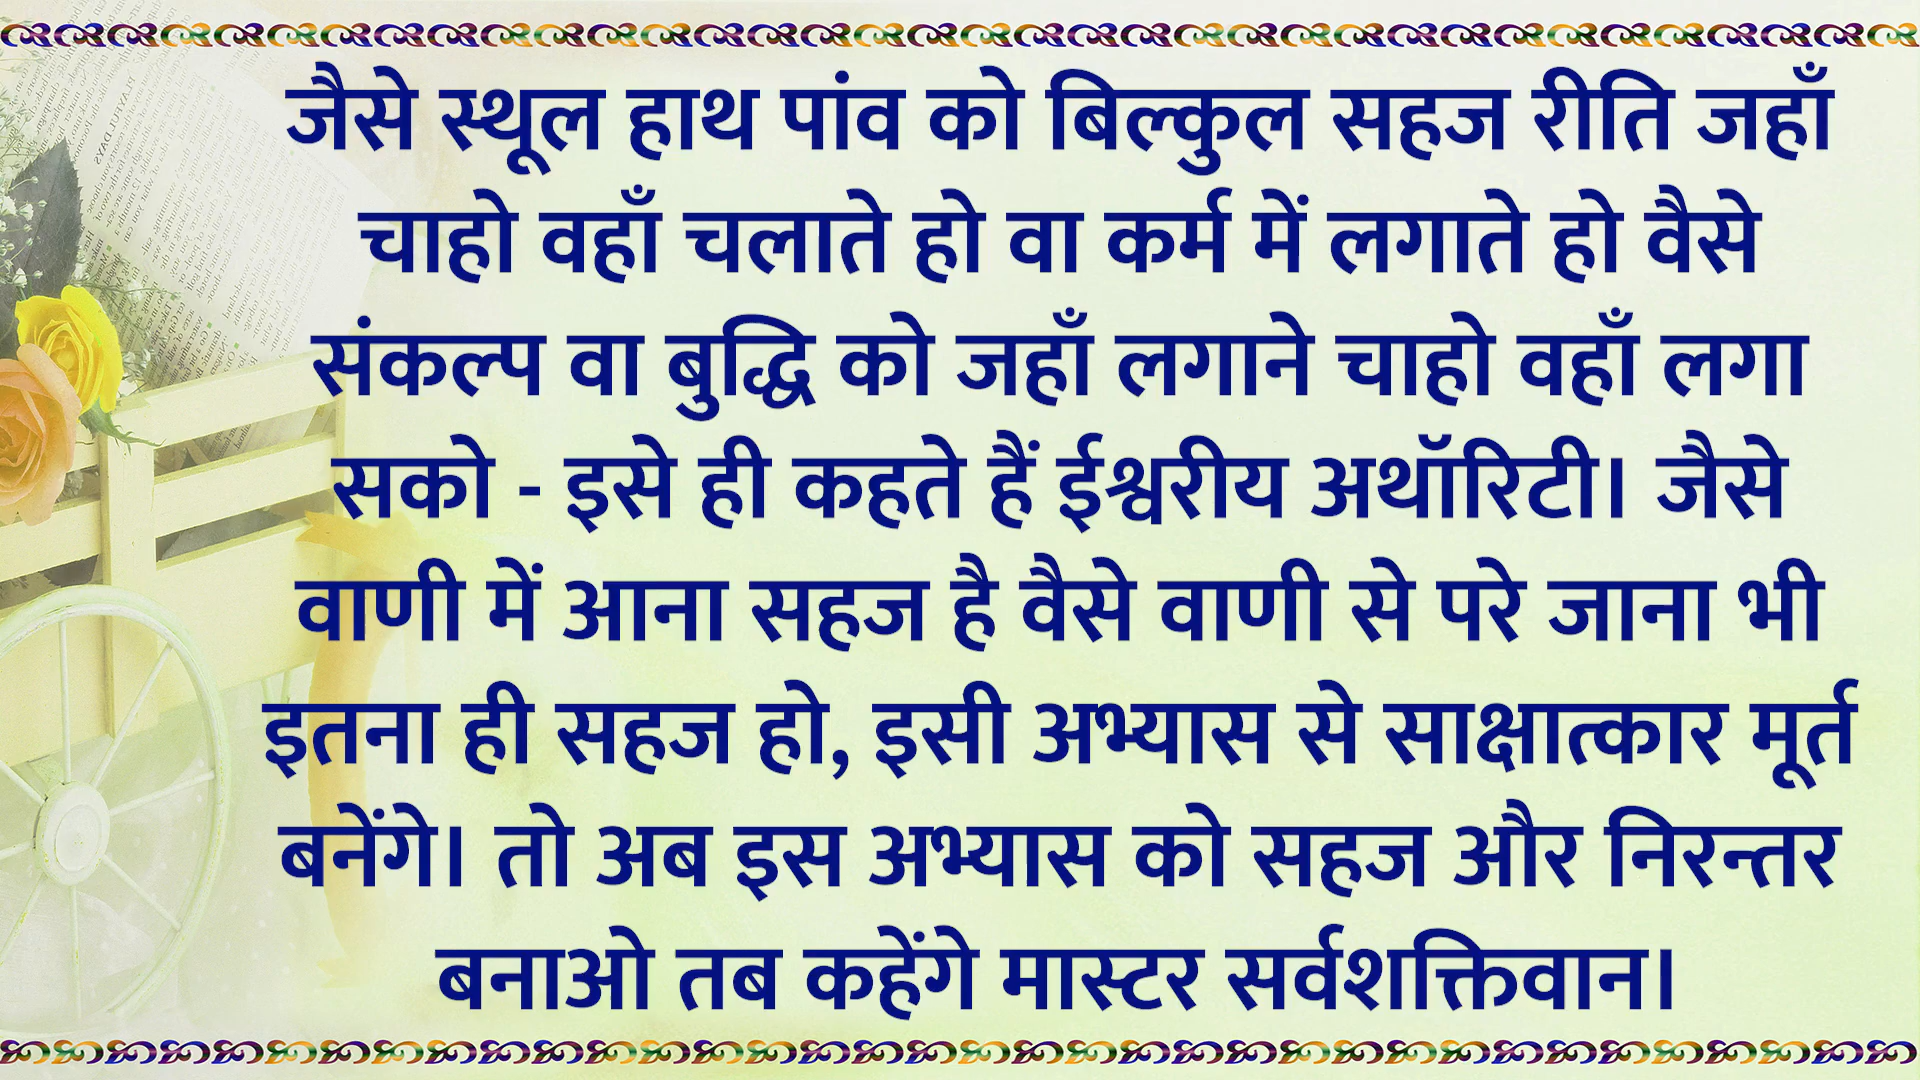 जैसे स्थूल हाथ पांव को बिल्कुल सहज रीति जहाँ
चाहो वहाँ चलाते हो वा कर्म में लगाते हो वैसे
संकल्प वा बुद्धि को जहाँ लगाने चाहो वहाँ लगा
सको - इसे ही कहते हैं ईश्वरीय अथॉरिटी। जैसे
वाणी में आना सहज है वैसे वाणी से परे जाना भी
इतना ही सहज हो, इसी अभ्यास से साक्षात्कार मूर्त
बनेंगे। तो अब इस अभ्यास को सहज और निरन्तर
बनाओ तब कहेंगे मास्टर सर्वशक्तिवान।